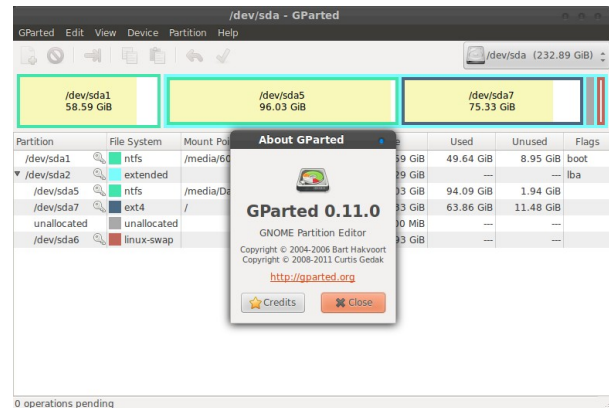 /dev/sda - GParted
GParted Edit View Device Partition Help
/dev/sda (232.89 GiB)
/dev/sda1
58.59 GiB
/dev/sda5
96.03 GiB
/dev/sda7
75.33 GiB
Partition File System Mount Used Unused Flags
/dev/sda1 ntfs 49.64 GiB 8.95 GiB boot
/dev/sda2 extended --- --- lba
/dev/sda5 ntfs 94.09 GiB 1.94 GiB
/dev/sda7 ext4 / 63.86 GiB 11.48 GiB
unallocated unallocated --- ---
/dev/sda6 linux-swap --- ---
About GParted
GParted 0.11.0
GNOME Partition Editor
Copyright © 2004-2006 Bart Hakvoort
Copyright © 2008-2011 Curtis Gedak
http://gparted.org
Credits
Close
0 operations pending